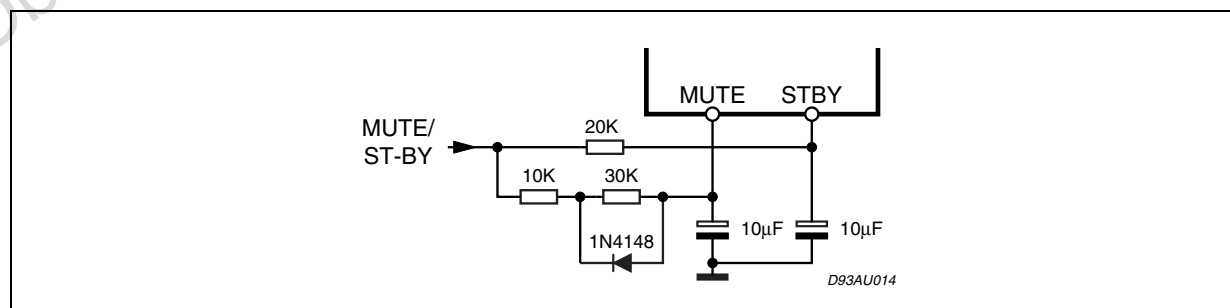 MUTE STBY
MUTE/
ST-BY
20K
10K 30K
1N4148
10μF 10μF
D93AU014